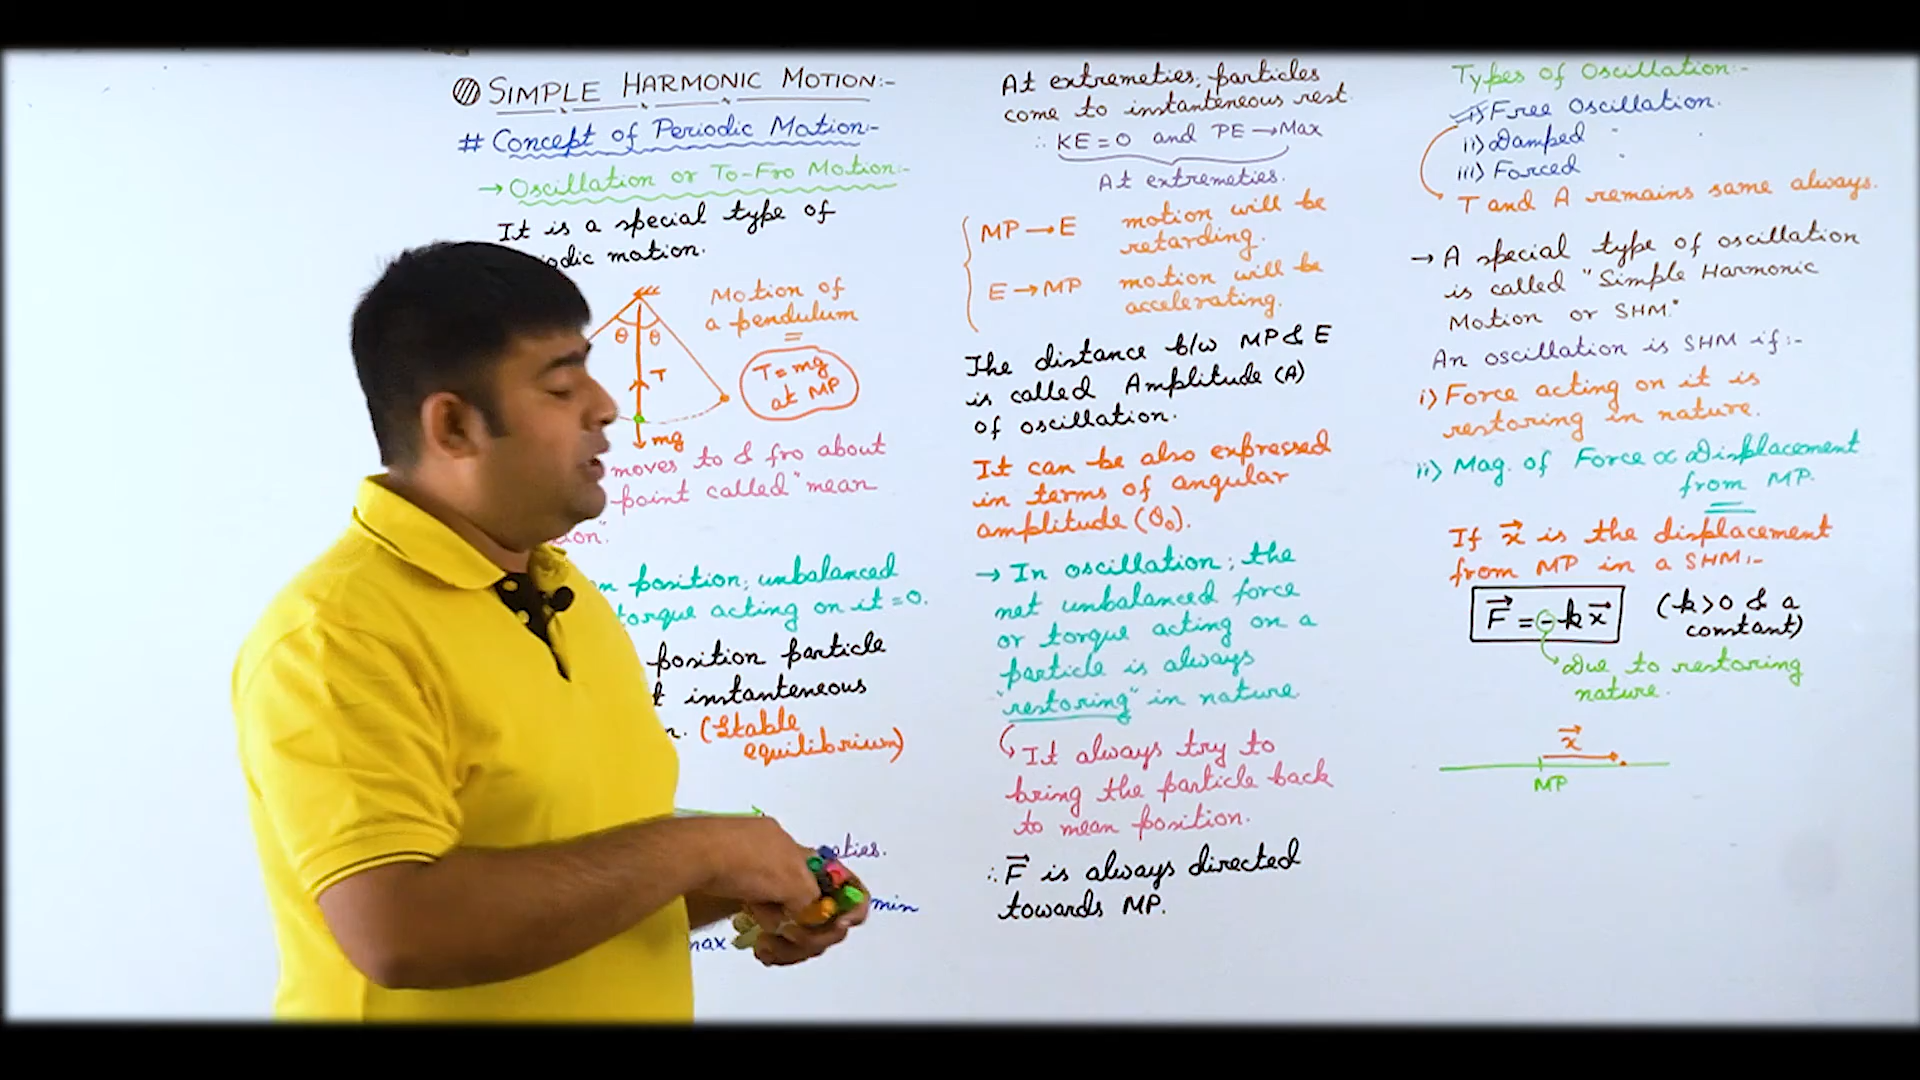 SIMPLE HARMONIC MOTION:-
# Concept of Periodic Motion:-
→ Oscillation or To-Fro Motion:-
It is a special type of
odic motion.
Motion of
a pendulum
=
θ θ
T
T = mg
at MP
mg
moves to & fro about
point called "mean
on."
n position; unbalanced
torque acting on it = 0.
position particle
t instantaneous
n. (Stable
equilibrium)
eties.
min
max
At extremeties, particles
come to instanteneous rest.
∴ KE = 0 and PE → Max
At extremeties.
MP → E motion will be
retarding.
E → MP motion will be
accelerating.
The distance b/w MP & E
is called Amplitude (A)
of oscillation.
It can be also expressed
in terms of angular
amplitude (θ₀).
→ In oscillation; the
net unbalanced force
or torque acting on a
particle is always
"restoring" in nature
It always try to
bring the particle back
to mean position.
∴ F⃗ is always directed
towards MP.
Types of Oscillation:-
i) Free Oscillation.
ii) Damped "
iii) Forced "
T and A remains same always.
→ A special type of oscillation
is called "Simple Harmonic
Motion or SHM."
An oscillation is SHM if:-
i) Force acting on it is
restoring in nature.
ii) Mag. of Force ∝ Displacement
from MP.
If x⃗ is the displacement
from MP in a SHM:-
F⃗ = -kx⃗ (k>0 & a
constant)
Due to restoring
nature.
x⃗
MP